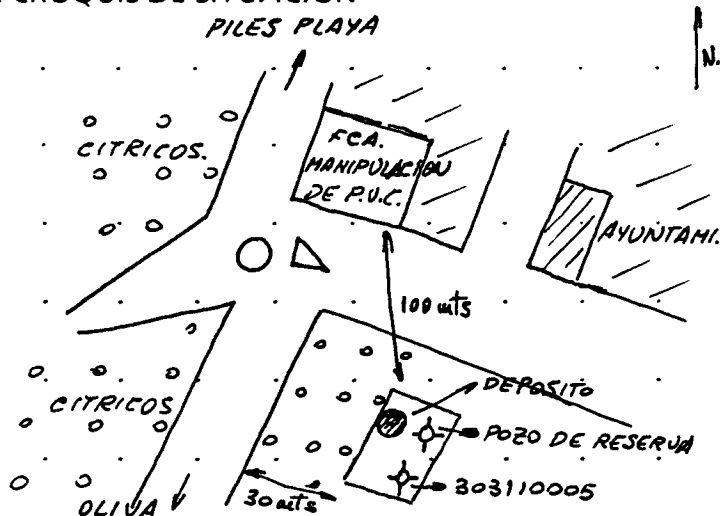 CROQUIS DE SITUACION
PILES PLAYA
N.
CITRICOS.
FCA.
MANIPULACION
DE P.V.C.
AYUNTAMI.
100 mts
DEPOSITO
CITRICOS
POZO DE RESERVA
303110005
30 mts
OLIVA